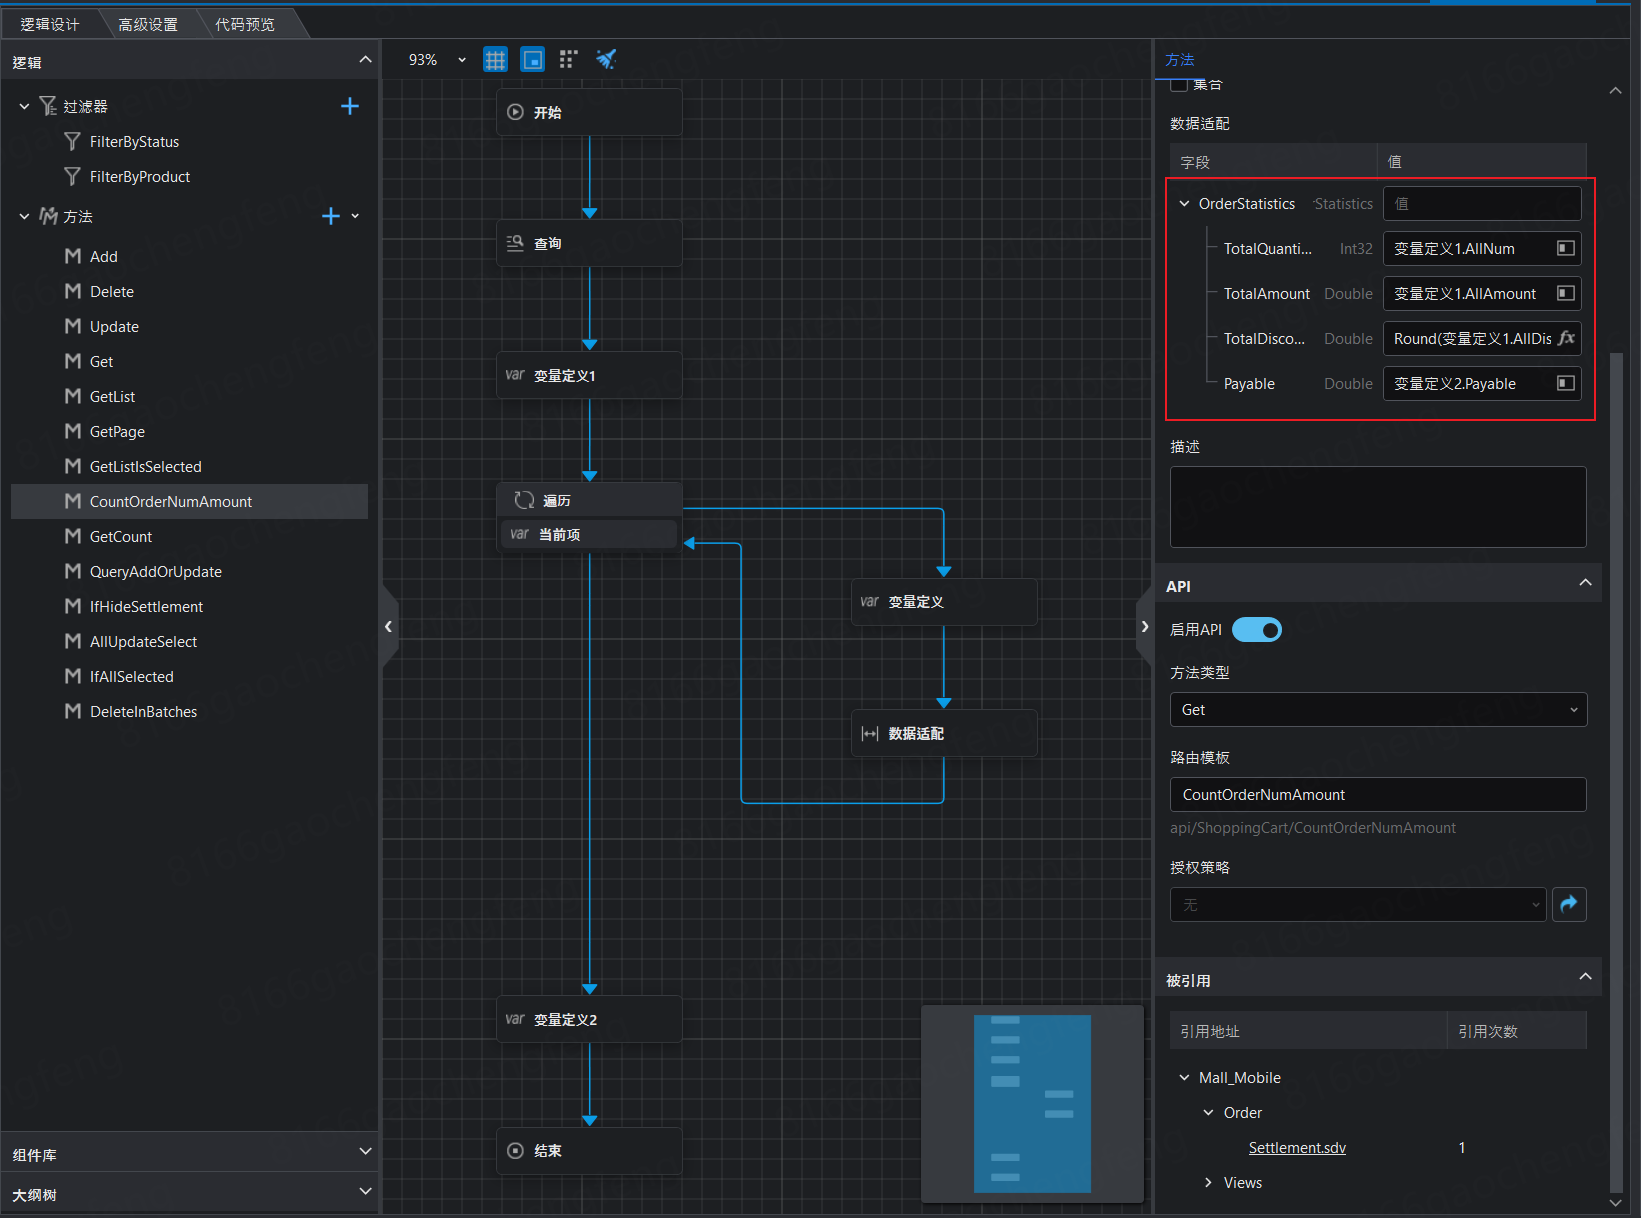 逻辑设计
高级设置
代码预览
逻辑
过滤器
FilterByStatus
FilterByProduct
方法
Add
Delete
Update
Get
GetList
GetPage
GetListIsSelected
CountOrderNumAmount
GetCount
QueryAddOrUpdate
IfHideSettlement
AllUpdateSelect
IfAllSelected
DeleteInBatches
组件库
大纲树
93%
开始
查询
var 变量定义1
遍历
var 当前项
var 变量定义
数据适配
var 变量定义2
结束
方法
集合
数据适配
字段 值
OrderStatistics Statistics 值
TotalQuanti... Int32 变量定义1.AllNum
TotalAmount Double 变量定义1.AllAmount
TotalDisco... Double Round(变量定义1.AllDis fx
Payable Double 变量定义2.Payable
描述
API
启用API
方法类型
Get
路由模板
CountOrderNumAmount
api/ShoppingCart/CountOrderNumAmount
授权策略
无
被引用
引用地址 引用次数
Mall_Mobile
Order
Settlement.sdv 1
Views
8166gaochengfeng